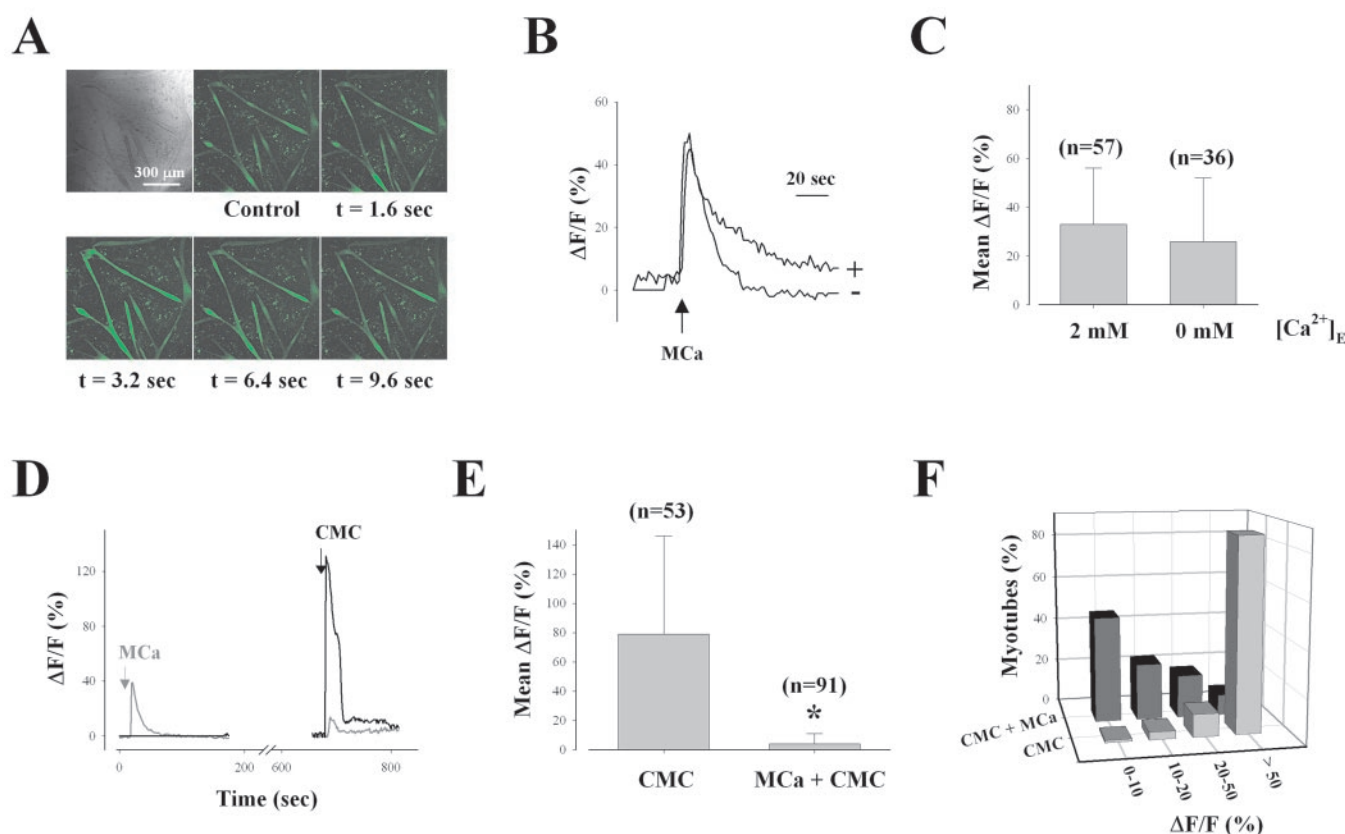 A
300 µm
Control
t = 1.6 sec
t = 3.2 sec
t = 6.4 sec
t = 9.6 sec
B
60
40
20
0
ΔF/F (%)
20 sec
+
-
MCa
C
80
60
40
20
0
Mean ΔF/F (%)
(n=57)
(n=36)
2 mM
0 mM
[Ca²⁺]E
D
120
80
40
0
ΔF/F (%)
MCa
CMC
0
200
600
800
Time (sec)
E
140
120
100
80
60
40
20
0
Mean ΔF/F (%)
(n=53)
(n=91)
*
CMC
MCa + CMC
F
80
60
40
20
0
Myotubes (%)
CMC + MCa
CMC
0-10
10-20
20-50
> 50
ΔF/F (%)